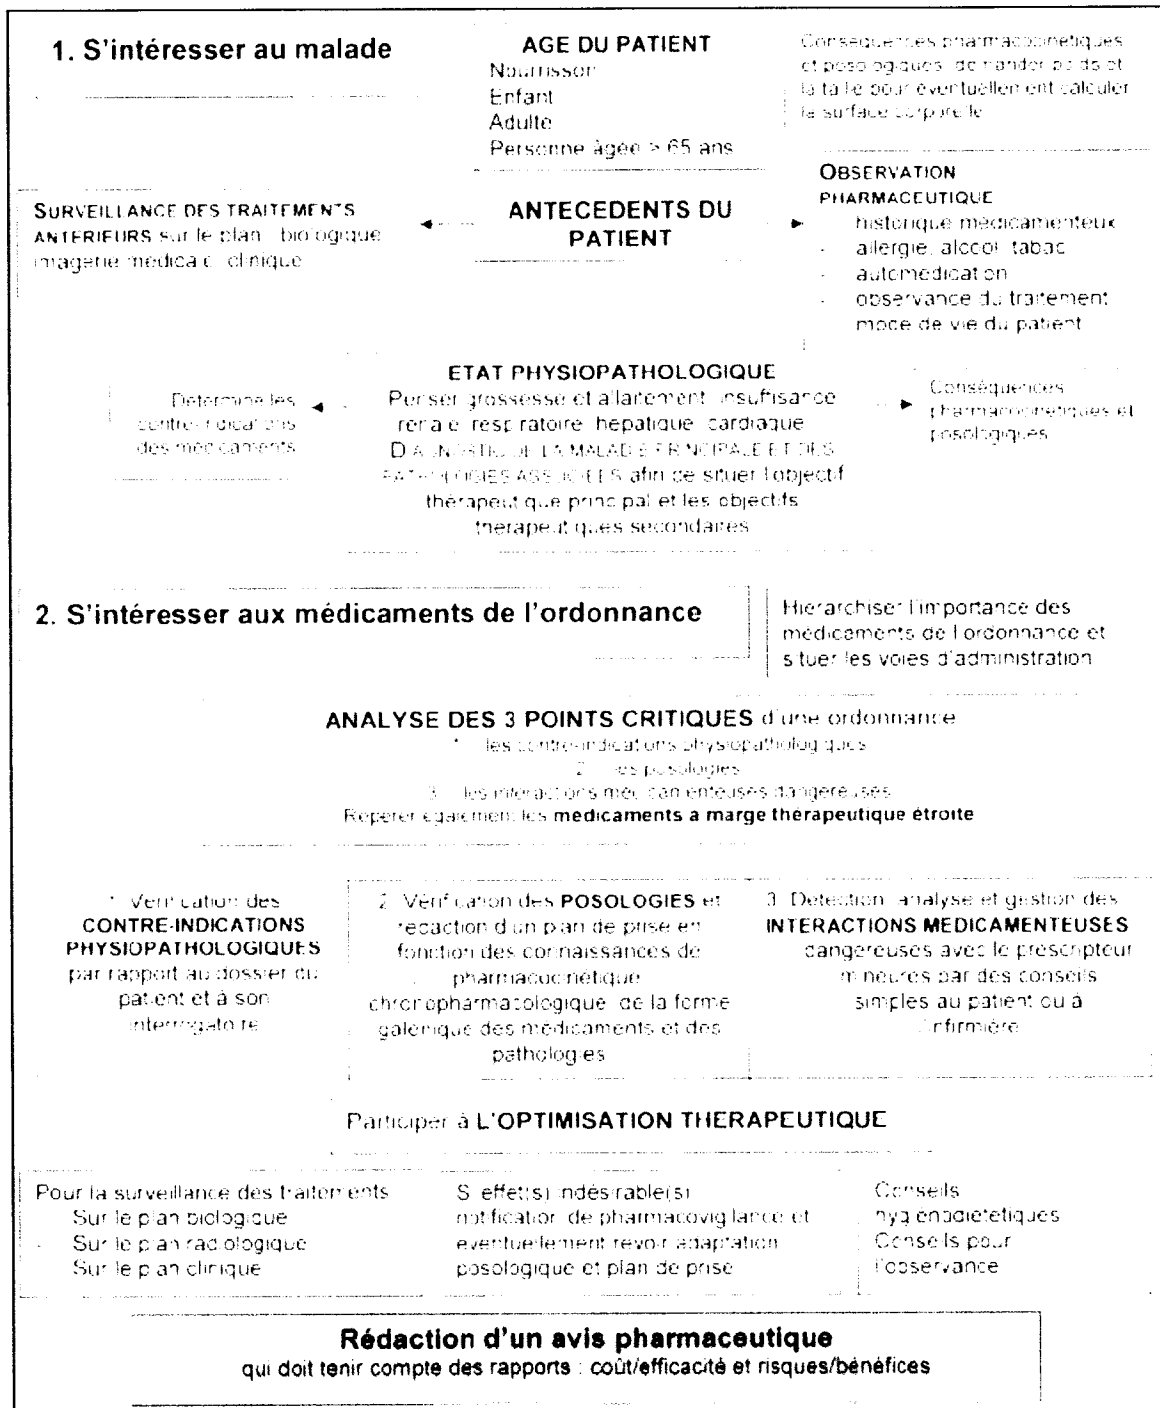 1. S'intéresser au malade
AGE DU PATIENT
Nourrisson
Enfant
Adulte
Personne âgée > 65 ans
Conséquences pharmacocinétiques
et posologiques, demander poids et
la taille pour éventuellement calculer
la surface corporelle
SURVEILLANCE DES TRAITEMENTS
ANTERIEURS sur le plan biologique
imagerie médicale, clinique
ANTECEDENTS DU
PATIENT
OBSERVATION
PHARMACEUTIQUE
historique médicamenteux
- allergie, alcool, tabac
- automédication
- observance du traitement
mode de vie du patient
ETAT PHYSIOPATHOLOGIQUE
Penser grossesse et allaitement, insuffisance
rénale, respiratoire, hépatique, cardiaque
DIAGNOSTIC DE LA MALADIE PRINCIPALE ET DES
PATHOLOGIES ASSOCIEES afin de situer l'objectif
thérapeutique principal et les objectifs
thérapeutiques secondaires
Détermine les
contre-indications
des médicaments
Conséquences
pharmacocinétiques et
posologiques
2. S'intéresser aux médicaments de l'ordonnance
Hiérarchiser l'importance des
médicaments de l'ordonnance et
situer les voies d'administration
ANALYSE DES 3 POINTS CRITIQUES d'une ordonnance
1. les contre-indications physiopathologiques
2. les posologies
3. les interactions médicamenteuses dangereuses
Repérer également les médicaments à marge thérapeutique étroite
1. Vérification des
CONTRE-INDICATIONS
PHYSIOPATHOLOGIQUES
par rapport au dossier du
patient et à son
interrogatoire
2. Vérification des POSOLOGIES et
rédaction d'un plan de prise en
fonction des connaissances de
pharmacocinétique
chronopharmacologique, de la forme
galénique des médicaments et des
pathologies
3. Détection, analyse et gestion des
INTERACTIONS MEDICAMENTEUSES
dangereuses avec le prescripteur
mineures par des conseils
simples au patient ou à
l'infirmière
Participer à L'OPTIMISATION THERAPEUTIQUE
Pour la surveillance des traitements
Sur le plan biologique
- Sur le plan radiologique
Sur le plan clinique
Si effet(s) indésirable(s)
notification de pharmacovigilance et
éventuellement revoir adaptation
posologique et plan de prise
Conseils
hygiénodiététiques
Conseils pour
l'observance
Rédaction d'un avis pharmaceutique
qui doit tenir compte des rapports : coût/efficacité et risques/bénéfices